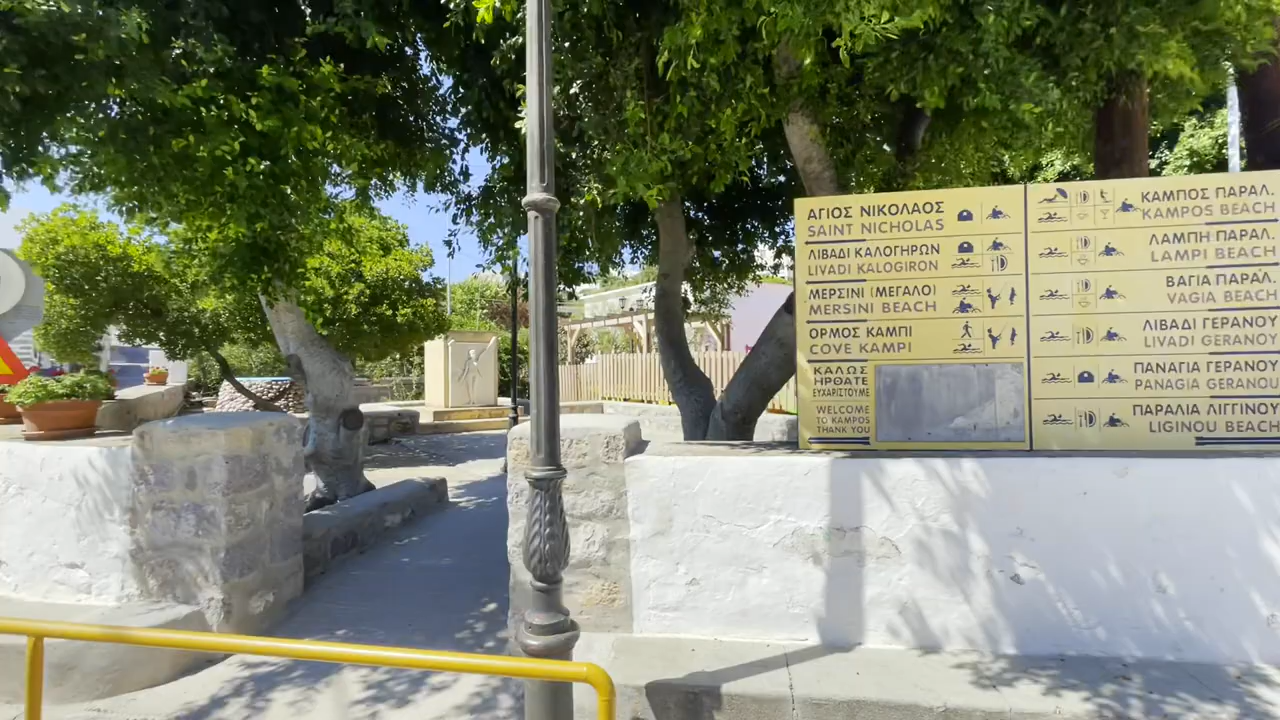 ΑΓΙΟΣ ΝΙΚΟΛΑΟΣ
SAINT NICHOLAS
ΛΙΒΑΔΙ ΚΑΛΟΓΗΡΩΝ
LIVADI KALOGIRON
ΜΕΡΣΙΝΙ (ΜΕΓΑΛΟ)
MERSINI BEACH
ΟΡΜΟΣ ΚΑΜΠΙ
COVE KAMPI
ΚΑΛΩΣ
ΗΡΘΑΤΕ
ΕΥΧΑΡΙΣΤΟΥΜΕ
WELCOME
TO KAMPOS
THANK YOU
ΚΑΜΠΟΣ ΠΑΡΑΛ.
KAMPOS BEACH
ΛΑΜΠΗ ΠΑΡΑΛ.
LAMPI BEACH
ΒΑΓΙΑ ΠΑΡΑΛ.
VAGIA BEACH
ΛΙΒΑΔΙ ΓΕΡΑΝΟΥ
LIVADI GERANOY
ΠΑΝΑΓΙΑ ΓΕΡΑΝΟΥ
PANAGIA GERANOU
ΠΑΡΑΛΙΑ ΛΙΓΓΙΝΟΥ
LIGINOU BEACH